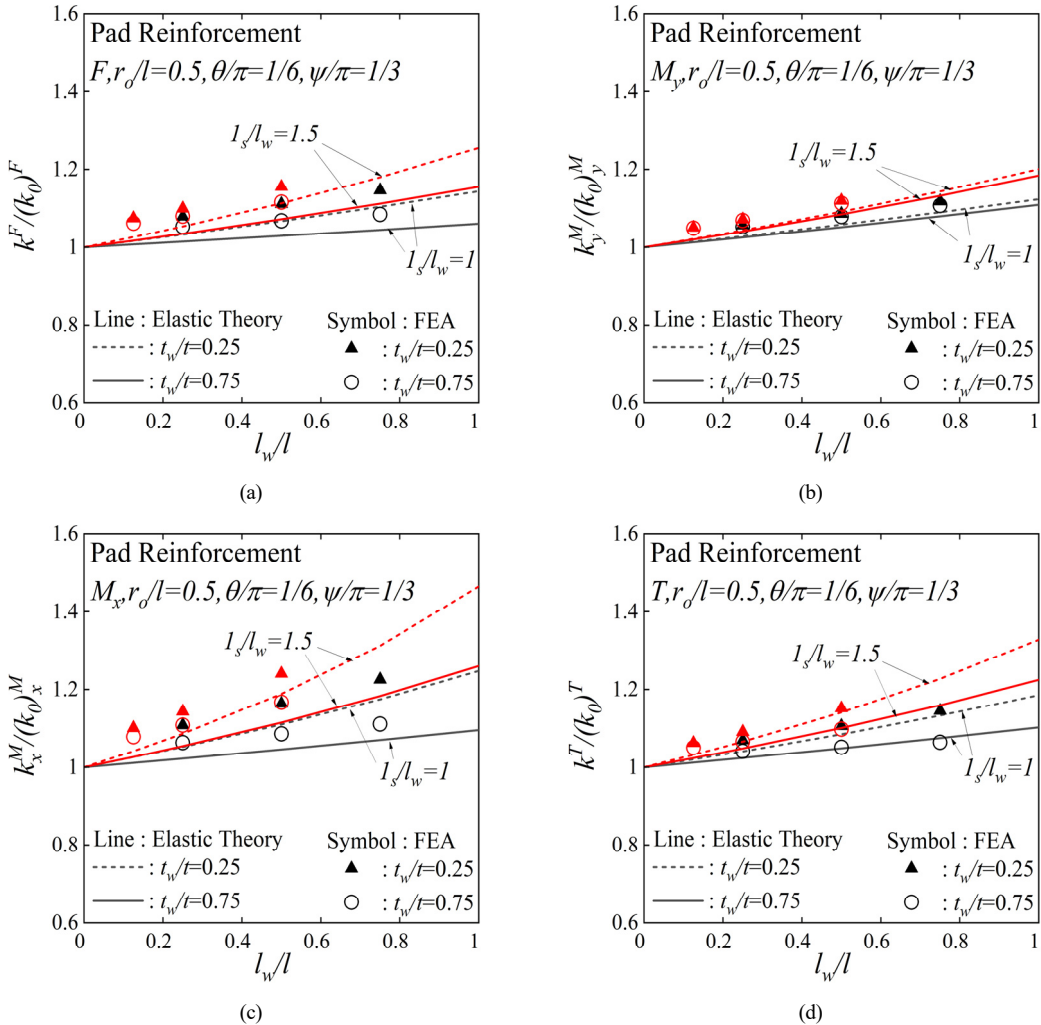 1.6
1.4
1.2
1
0.8
0.6
k^F/(k_0)^F
Pad Reinforcement
F,r_o/l=0.5,θ/π=1/6,ψ/π=1/3
1_s/l_w=1.5
1_s/l_w=1
Line : Elastic Theory Symbol : FEA
: t_w/t=0.25 : t_w/t=0.25
: t_w/t=0.75 : t_w/t=0.75
0 0.2 0.4 0.6 0.8 1
l_w/l
(a)
1.6
1.4
1.2
1
0.8
0.6
k_y^M/(k_0)_y^M
Pad Reinforcement
M_y,r_o/l=0.5,θ/π=1/6,ψ/π=1/3
1_s/l_w=1.5
1_s/l_w=1
Line : Elastic Theory Symbol : FEA
: t_w/t=0.25 : t_w/t=0.25
: t_w/t=0.75 : t_w/t=0.75
0 0.2 0.4 0.6 0.8 1
l_w/l
(b)
1.6
1.4
1.2
1
0.8
0.6
k_x^M/(k_0)_x^M
Pad Reinforcement
M_x,r_o/l=0.5,θ/π=1/6,ψ/π=1/3
1_s/l_w=1.5
1_s/l_w=1
Line : Elastic Theory Symbol : FEA
: t_w/t=0.25 : t_w/t=0.25
: t_w/t=0.75 : t_w/t=0.75
0 0.2 0.4 0.6 0.8 1
l_w/l
(c)
1.6
1.4
1.2
1
0.8
0.6
k^T/(k_0)^T
Pad Reinforcement
T,r_o/l=0.5,θ/π=1/6,ψ/π=1/3
1_s/l_w=1.5
1_s/l_w=1
Line : Elastic Theory Symbol : FEA
: t_w/t=0.25 : t_w/t=0.25
: t_w/t=0.75 : t_w/t=0.75
0 0.2 0.4 0.6 0.8 1
l_w/l
(d)